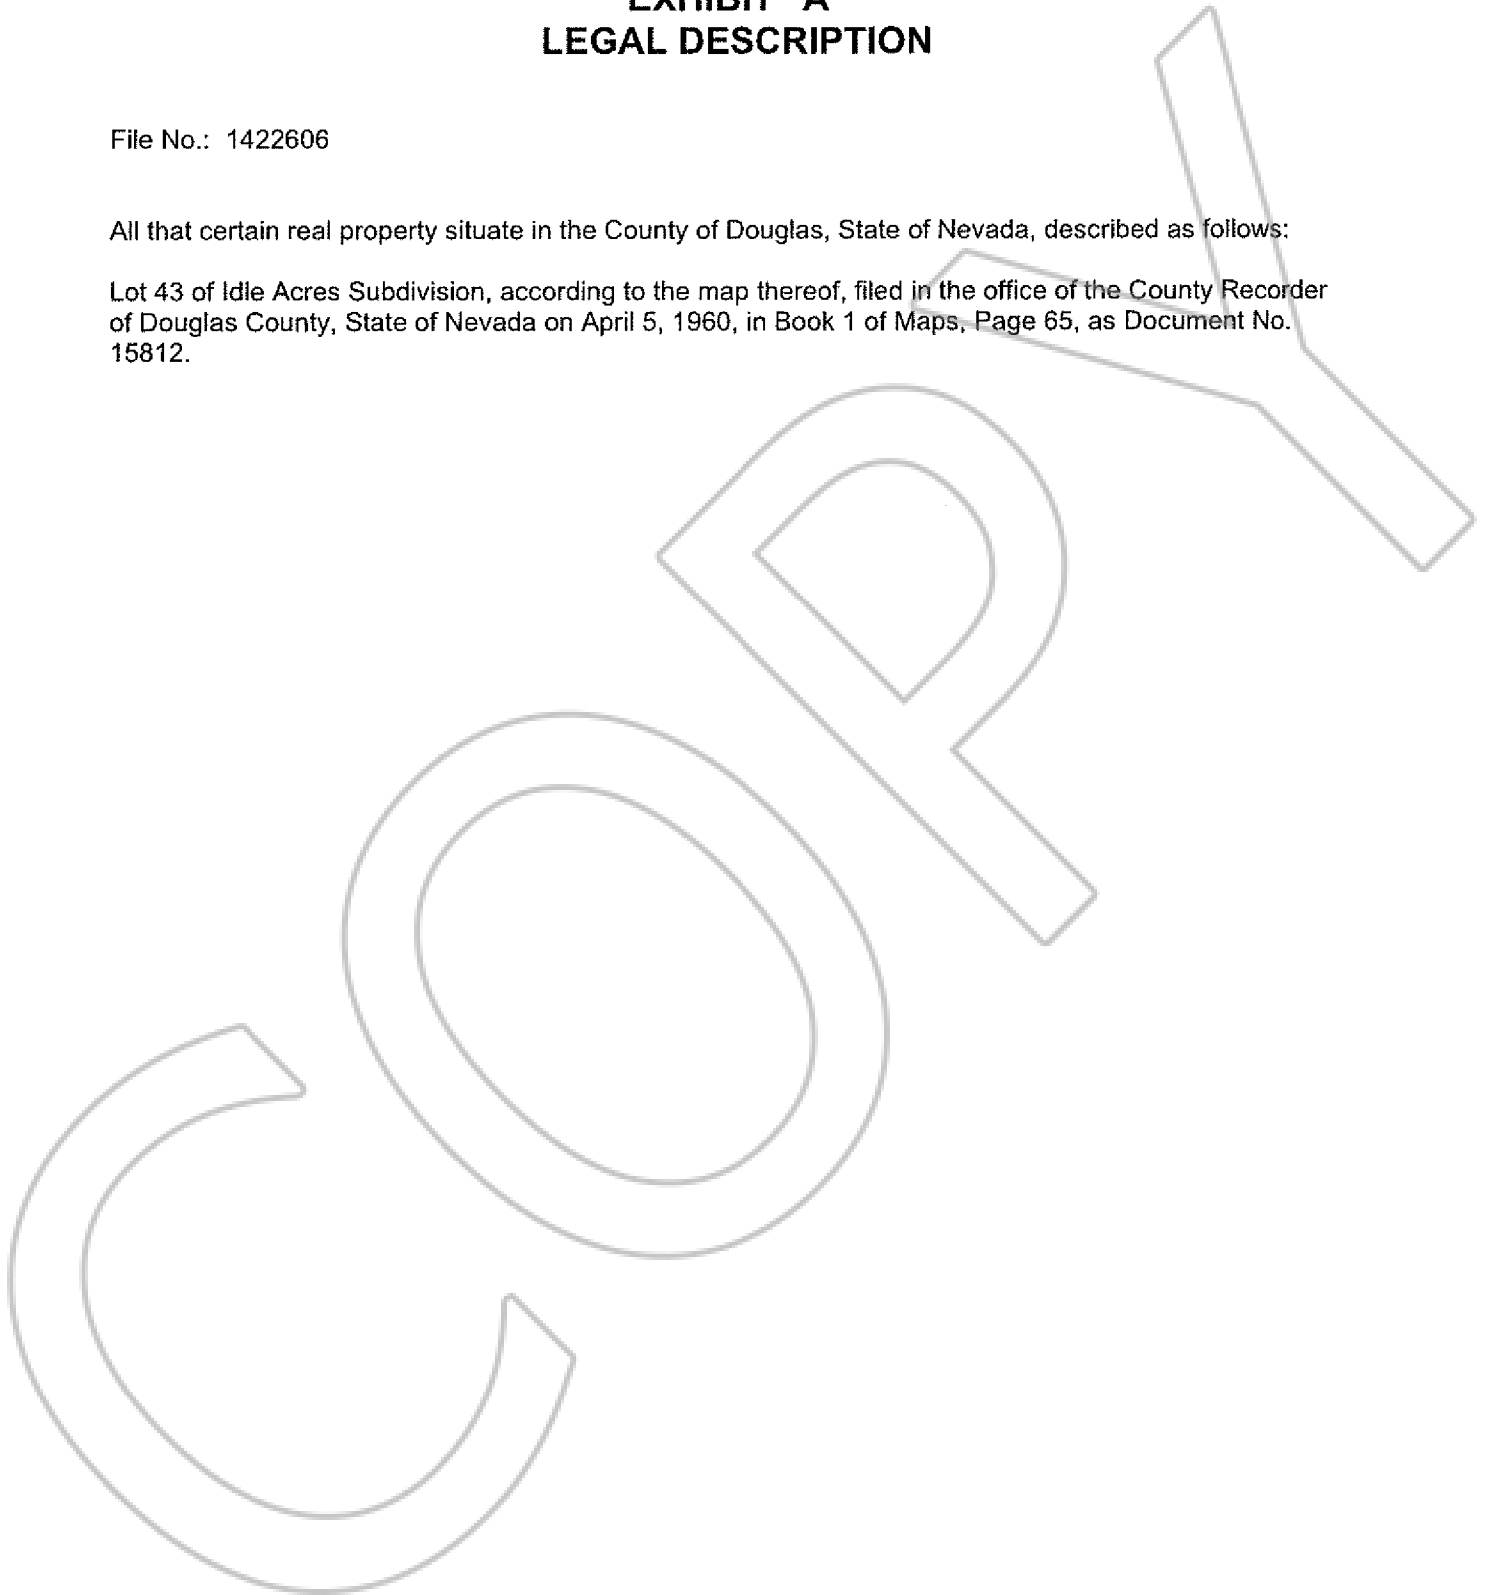 EXHIBIT "A"
LEGAL DESCRIPTION
File No.: 1422606
All that certain real property situate in the County of Douglas, State of Nevada, described as follows:
Lot 43 of Idle Acres Subdivision, according to the map thereof, filed in the office of the County Recorder
of Douglas County, State of Nevada on April 5, 1960, in Book 1 of Maps, Page 65, as Document No.
15812.
COPY